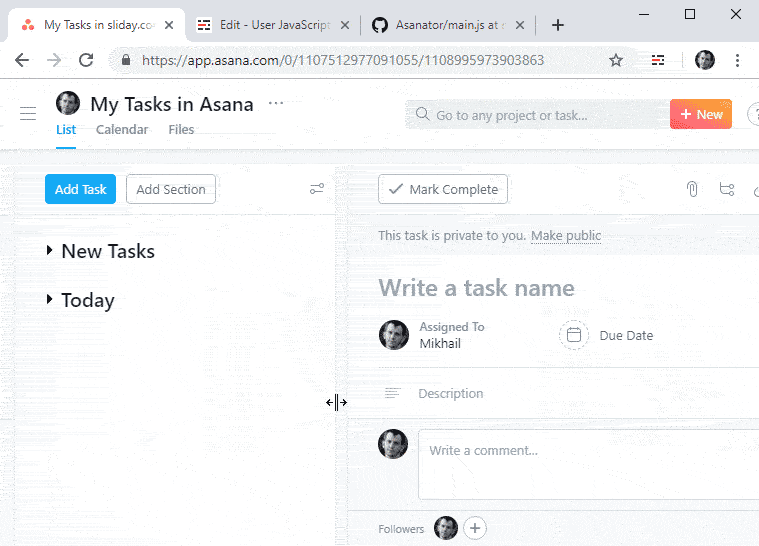 My Tasks in sliday.co
Edit - User JavaScript
Asanator/main.js at
https://app.asana.com/0/1107512977091055/1108995973903863
My Tasks in Asana
List Calendar Files
Go to any project or task...
+ New
?
Add Task Add Section
Mark Complete
This task is private to you. Make public
New Tasks
Write a task name
Today
Assigned To
Mikhail
Due Date
Description
Write a comment...
Followers